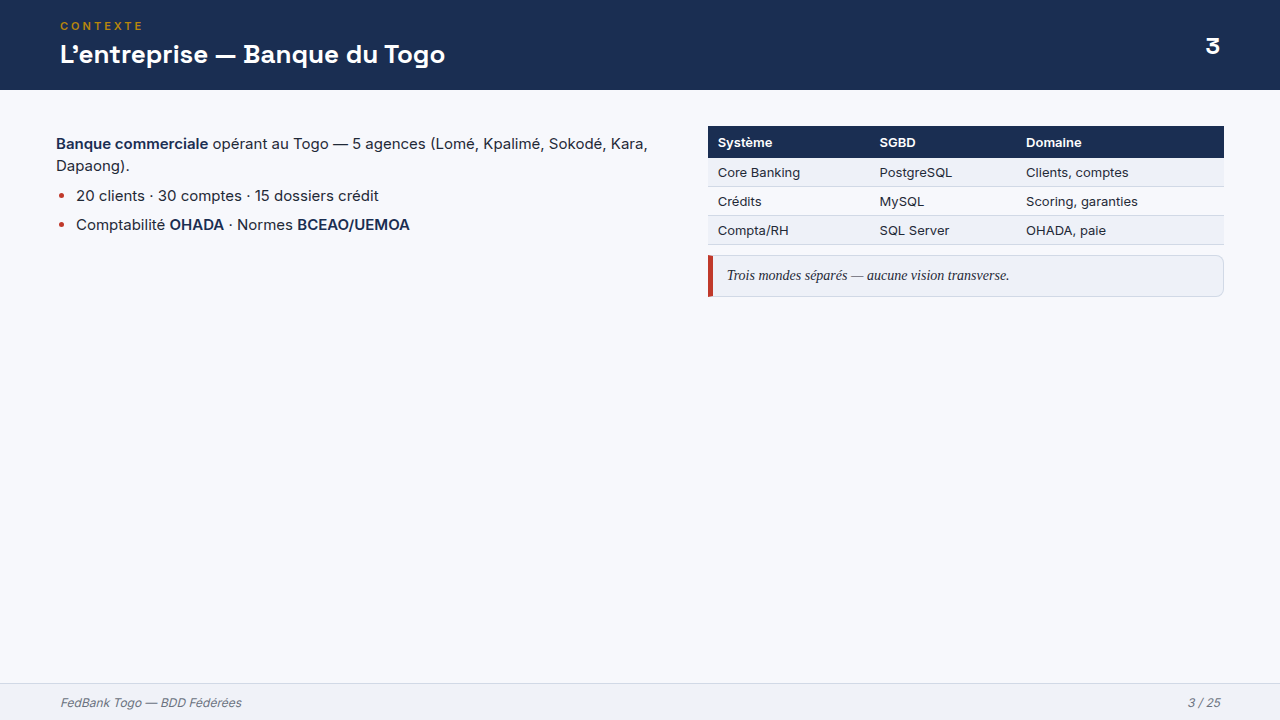 CONTEXTE
L’entreprise — Banque du Togo
3
Banque commerciale opérant au Togo — 5 agences (Lomé, Kpalimé, Sokodé, Kara,
Dapaong).
• 20 clients · 30 comptes · 15 dossiers crédit
• Comptabilité OHADA · Normes BCEAO/UEMOA
Système SGBD Domaine
Core Banking PostgreSQL Clients, comptes
Crédits MySQL Scoring, garanties
Compta/RH SQL Server OHADA, paie
Trois mondes séparés — aucune vision transverse.
FedBank Togo — BDD Fédérées
3 / 25